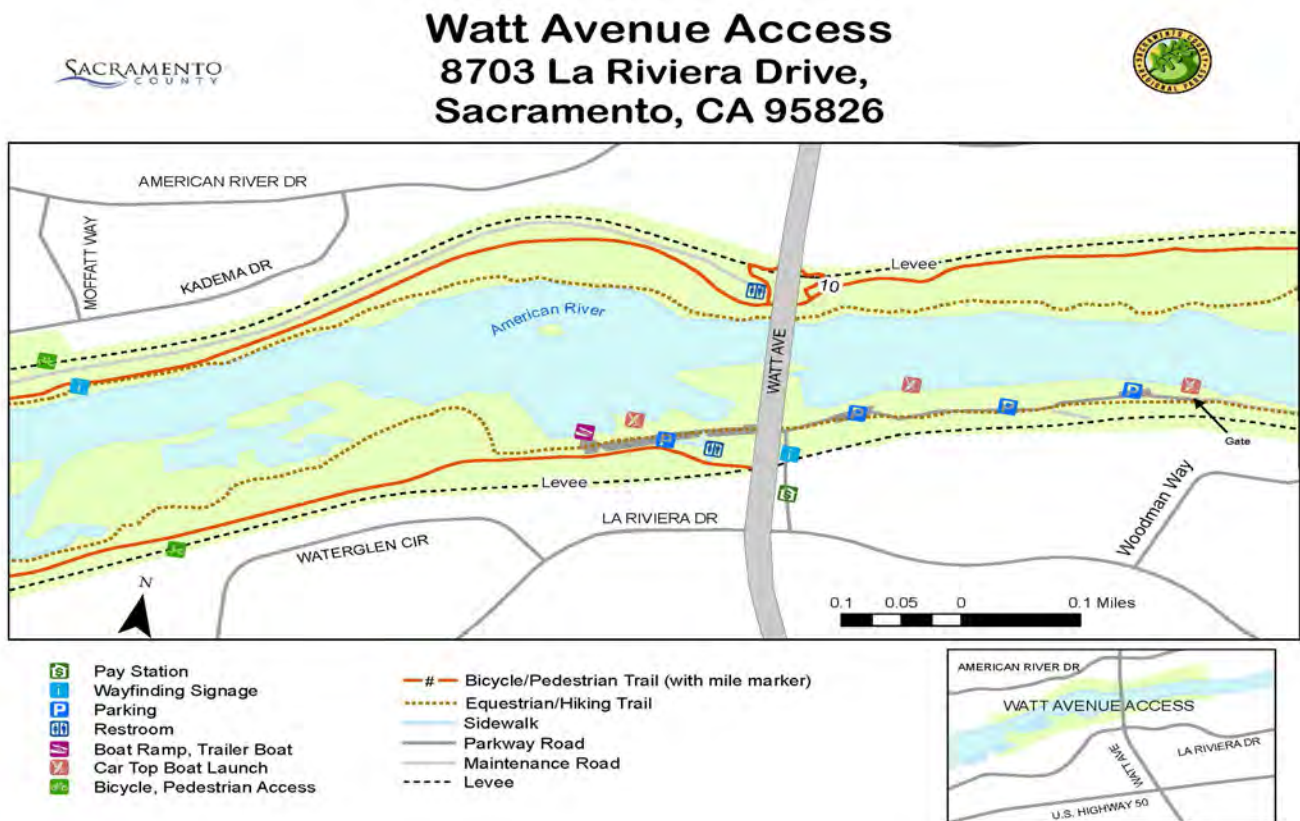 Watt Avenue Access
8703 La Riviera Drive,
Sacramento, CA 95826
SACRAMENTO
COUNTY
SACRAMENTO COUNTY
REGIONAL PARKS
AMERICAN RIVER DR
MOFFATT WAY
KADEMA DR
Levee
10
American River
WATT AVE
i
P
P
P
P
i
Gate
Levee
LA RIVIERA DR
WATERGLEN CIR
Woodman Way
N
0.1 0.05 0 0.1 Miles
$
$ Pay Station
i Wayfinding Signage
P Parking
Restroom
Boat Ramp, Trailer Boat
Car Top Boat Launch
Bicycle, Pedestrian Access
# Bicycle/Pedestrian Trail (with mile marker)
Equestrian/Hiking Trail
Sidewalk
Parkway Road
Maintenance Road
Levee
AMERICAN RIVER DR
WATT AVENUE ACCESS
LA RIVIERA DR
WATT AVE
U.S. HIGHWAY 50